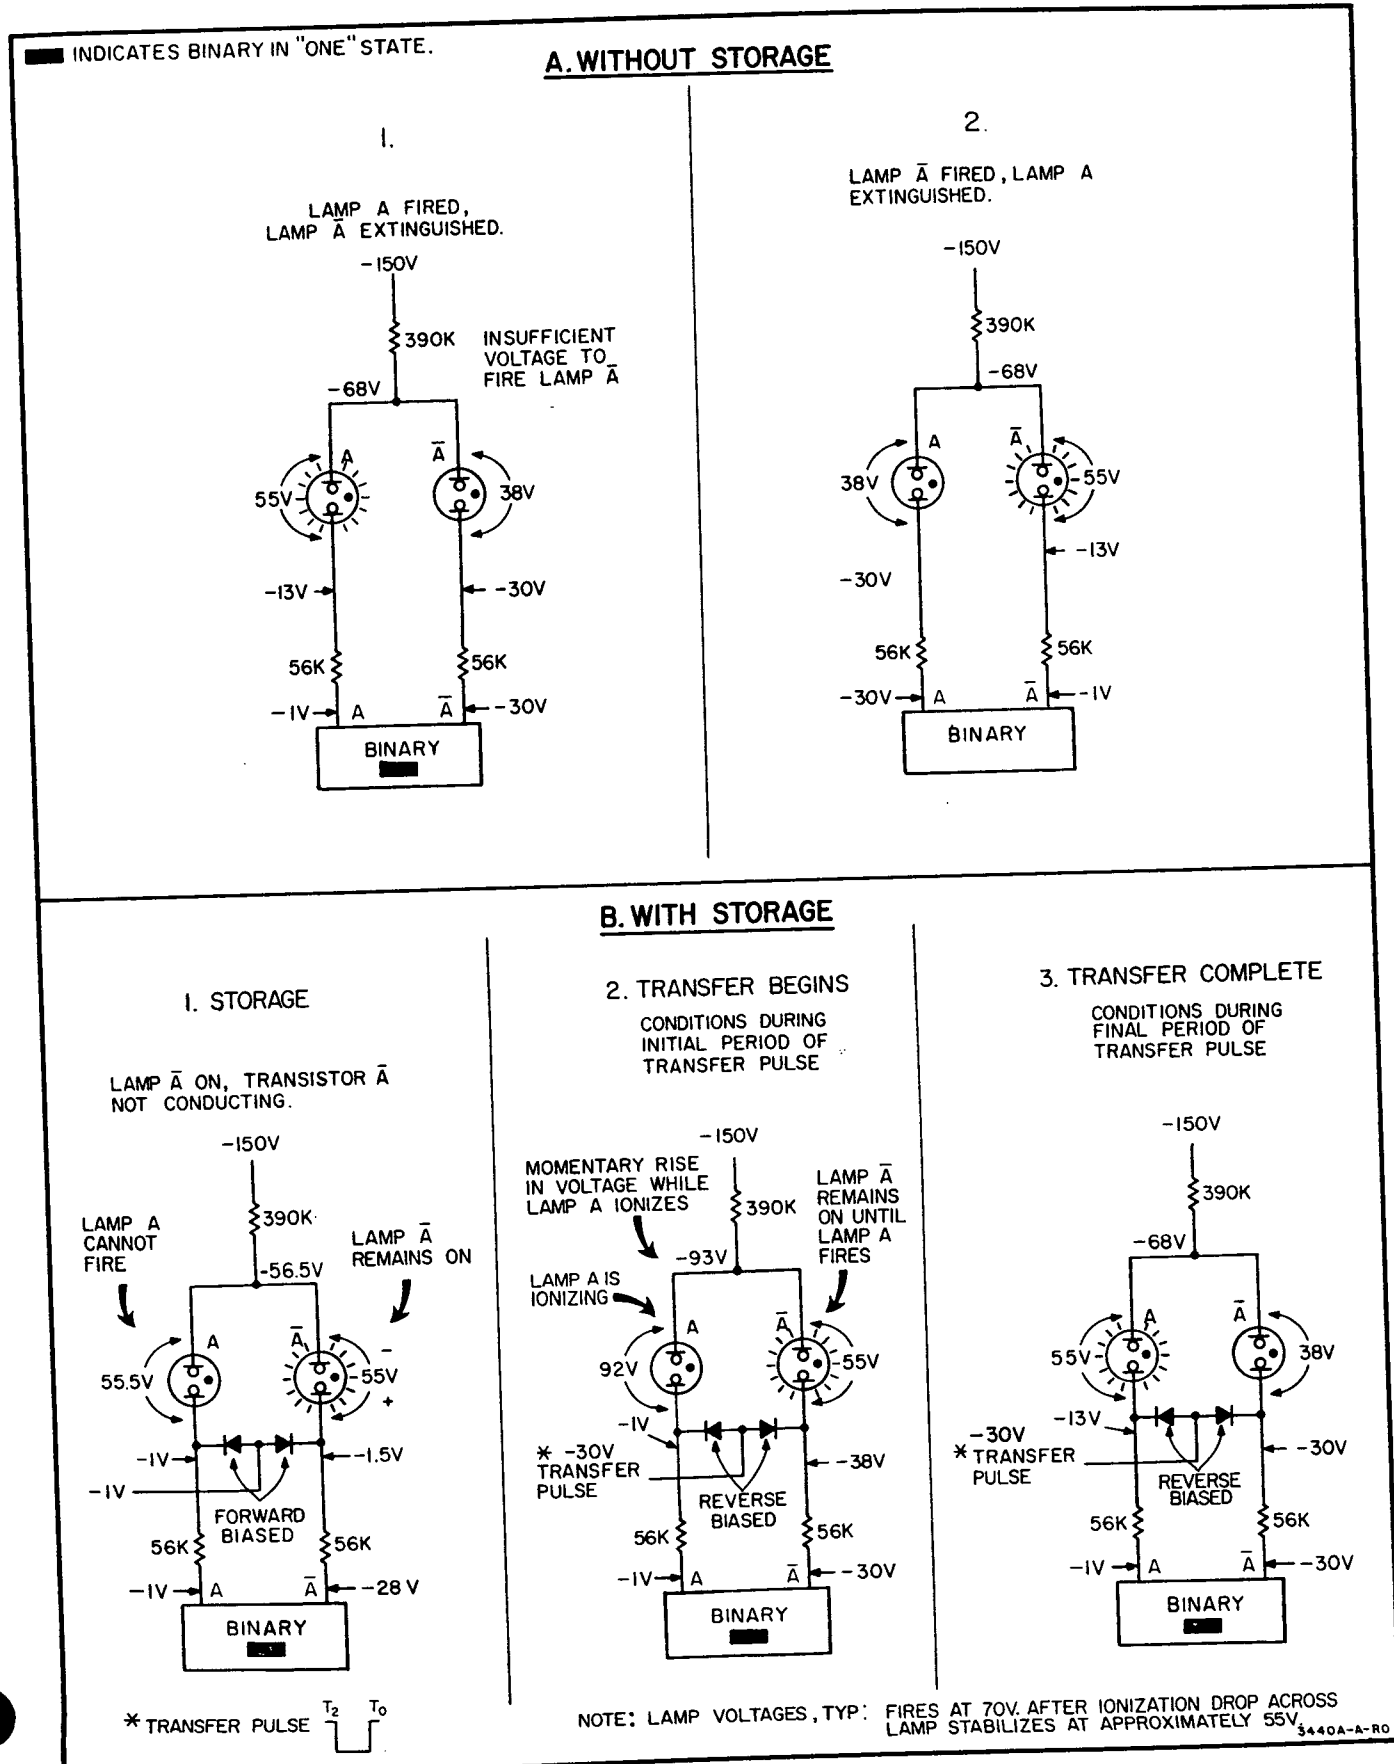 INDICATES BINARY IN "ONE" STATE.
A. WITHOUT STORAGE
1.
LAMP A FIRED,
LAMP Ā EXTINGUISHED.
-150V
390K
INSUFFICIENT
VOLTAGE TO
FIRE LAMP Ā
-68V
A
Ā
55V
38V
-13V
-30V
56K
56K
-1V
A
Ā
-30V
BINARY
2.
LAMP Ā FIRED, LAMP A
EXTINGUISHED.
-150V
390K
-68V
A
Ā
38V
55V
-13V
-30V
56K
56K
-30V
A
Ā
-1V
BINARY
B. WITH STORAGE
1. STORAGE
LAMP Ā ON, TRANSISTOR Ā
NOT CONDUCTING.
-150V
390K
LAMP A
CANNOT
FIRE
LAMP Ā
REMAINS ON
-56.5V
A
Ā
-
55.5V
55V
+
-1V
-1.5V
-1V
FORWARD
BIASED
56K
56K
-1V
A
Ā
-28V
BINARY
* TRANSFER PULSE
T2
T0
2. TRANSFER BEGINS
CONDITIONS DURING
INITIAL PERIOD OF
TRANSFER PULSE
-150V
MOMENTARY RISE
IN VOLTAGE WHILE
LAMP A IONIZES
390K
LAMP Ā
REMAINS
ON UNTIL
LAMP A
FIRES
-93V
LAMP A IS
IONIZING
A
Ā
92V
55V
-1V
* -30V
TRANSFER
PULSE
-38V
REVERSE
BIASED
56K
56K
-1V
A
Ā
-30V
BINARY
3. TRANSFER COMPLETE
CONDITIONS DURING
FINAL PERIOD OF
TRANSFER PULSE
-150V
390K
-68V
A
Ā
55V
38V
-13V
-30V
* TRANSFER
PULSE
-30V
REVERSE
BIASED
56K
56K
-1V
A
Ā
-30V
BINARY
NOTE: LAMP VOLTAGES, TYP: FIRES AT 70V. AFTER IONIZATION DROP ACROSS
LAMP STABILIZES AT APPROXIMATELY 55V.
3440A-A-R0